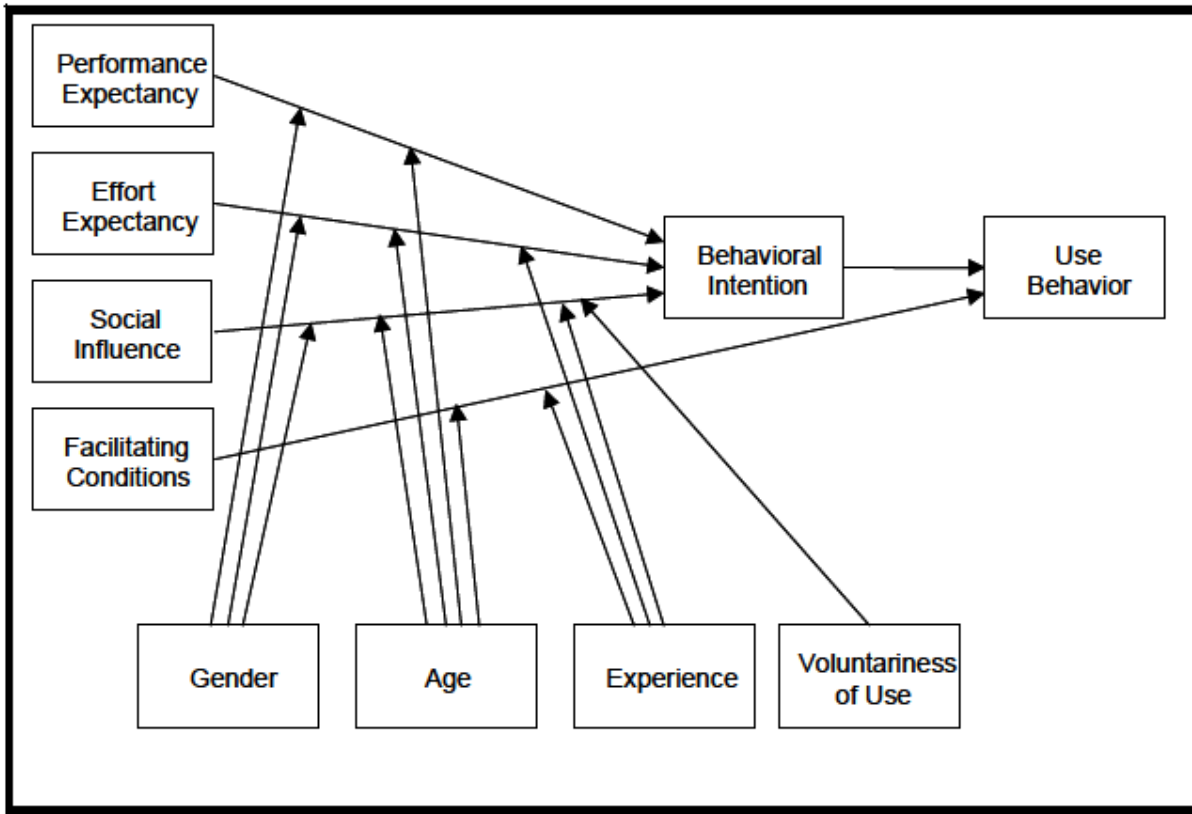 Performance
Expectancy
Effort
Expectancy
Social
Influence
Facilitating
Conditions
Behavioral
Intention
Use
Behavior
Gender
Age
Experience
Voluntariness
of Use